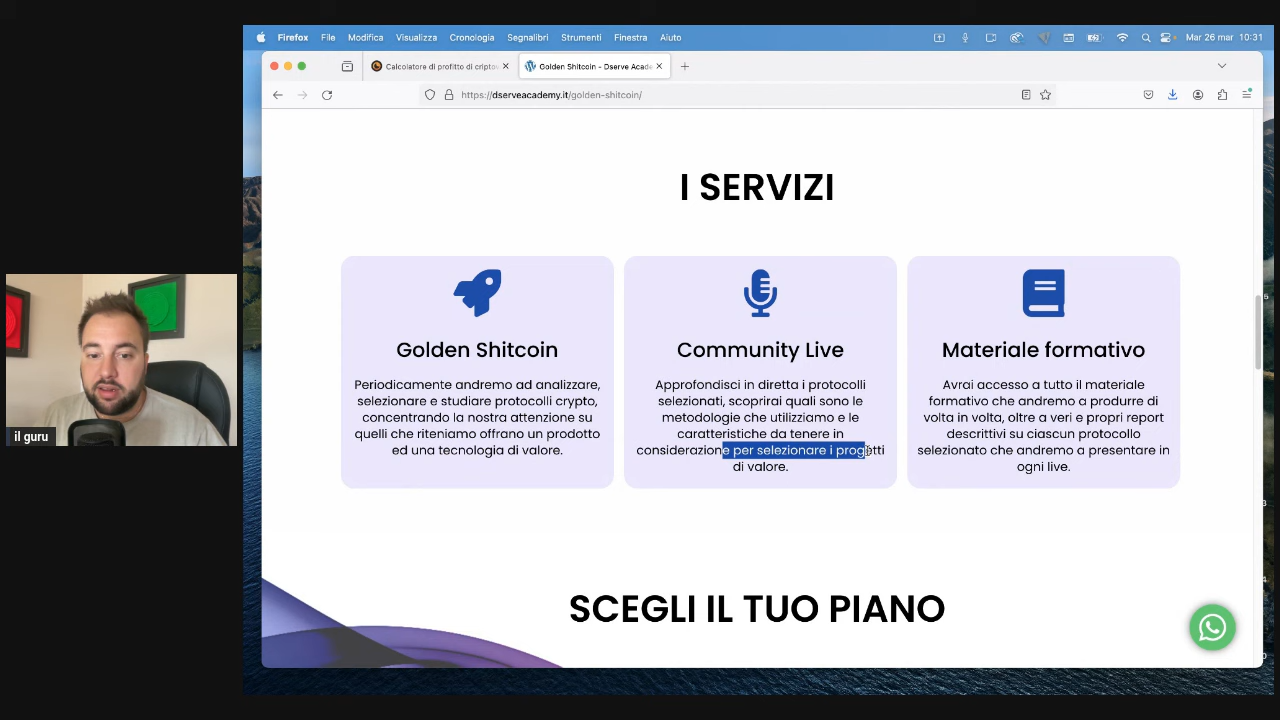 Firefox File Modifica Visualizza Cronologia Segnalibri Strumenti Finestra Aiuto Mar 26 mar 10:31
Calcolatore di profitto di cripto
Golden Shitcoin - Dserve Acade
https://dserveacademy.it/golden-shitcoin/
I SERVIZI
Golden Shitcoin
Periodicamente andremo ad analizzare,
selezionare e studiare protocolli crypto,
concentrando la nostra attenzione su
quelli che riteniamo offrano un prodotto
ed una tecnologia di valore.
Community Live
Approfondisci in diretta i protocolli
selezionati, scoprirai quali sono le
metodologie che utilizziamo e le
caratteristiche da tenere in
considerazione per selezionare i progetti
di valore.
Materiale formativo
Avrai accesso a tutto il materiale
formativo che andremo a produrre di
volta in volta, oltre a veri e propri report
descrittivi su ciascun protocollo
selezionato che andremo a presentare in
ogni live.
SCEGLI IL TUO PIANO
il guru